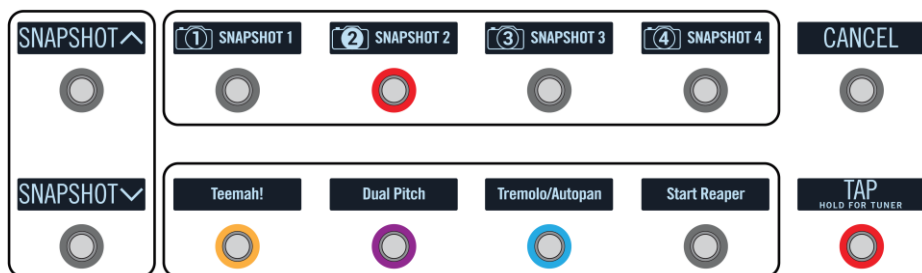 SNAPSHOT
1 SNAPSHOT 1
2 SNAPSHOT 2
3 SNAPSHOT 3
4 SNAPSHOT 4
CANCEL
SNAPSHOT
Teemah!
Dual Pitch
Tremolo/Autopan
Start Reaper
TAP
HOLD FOR TUNER